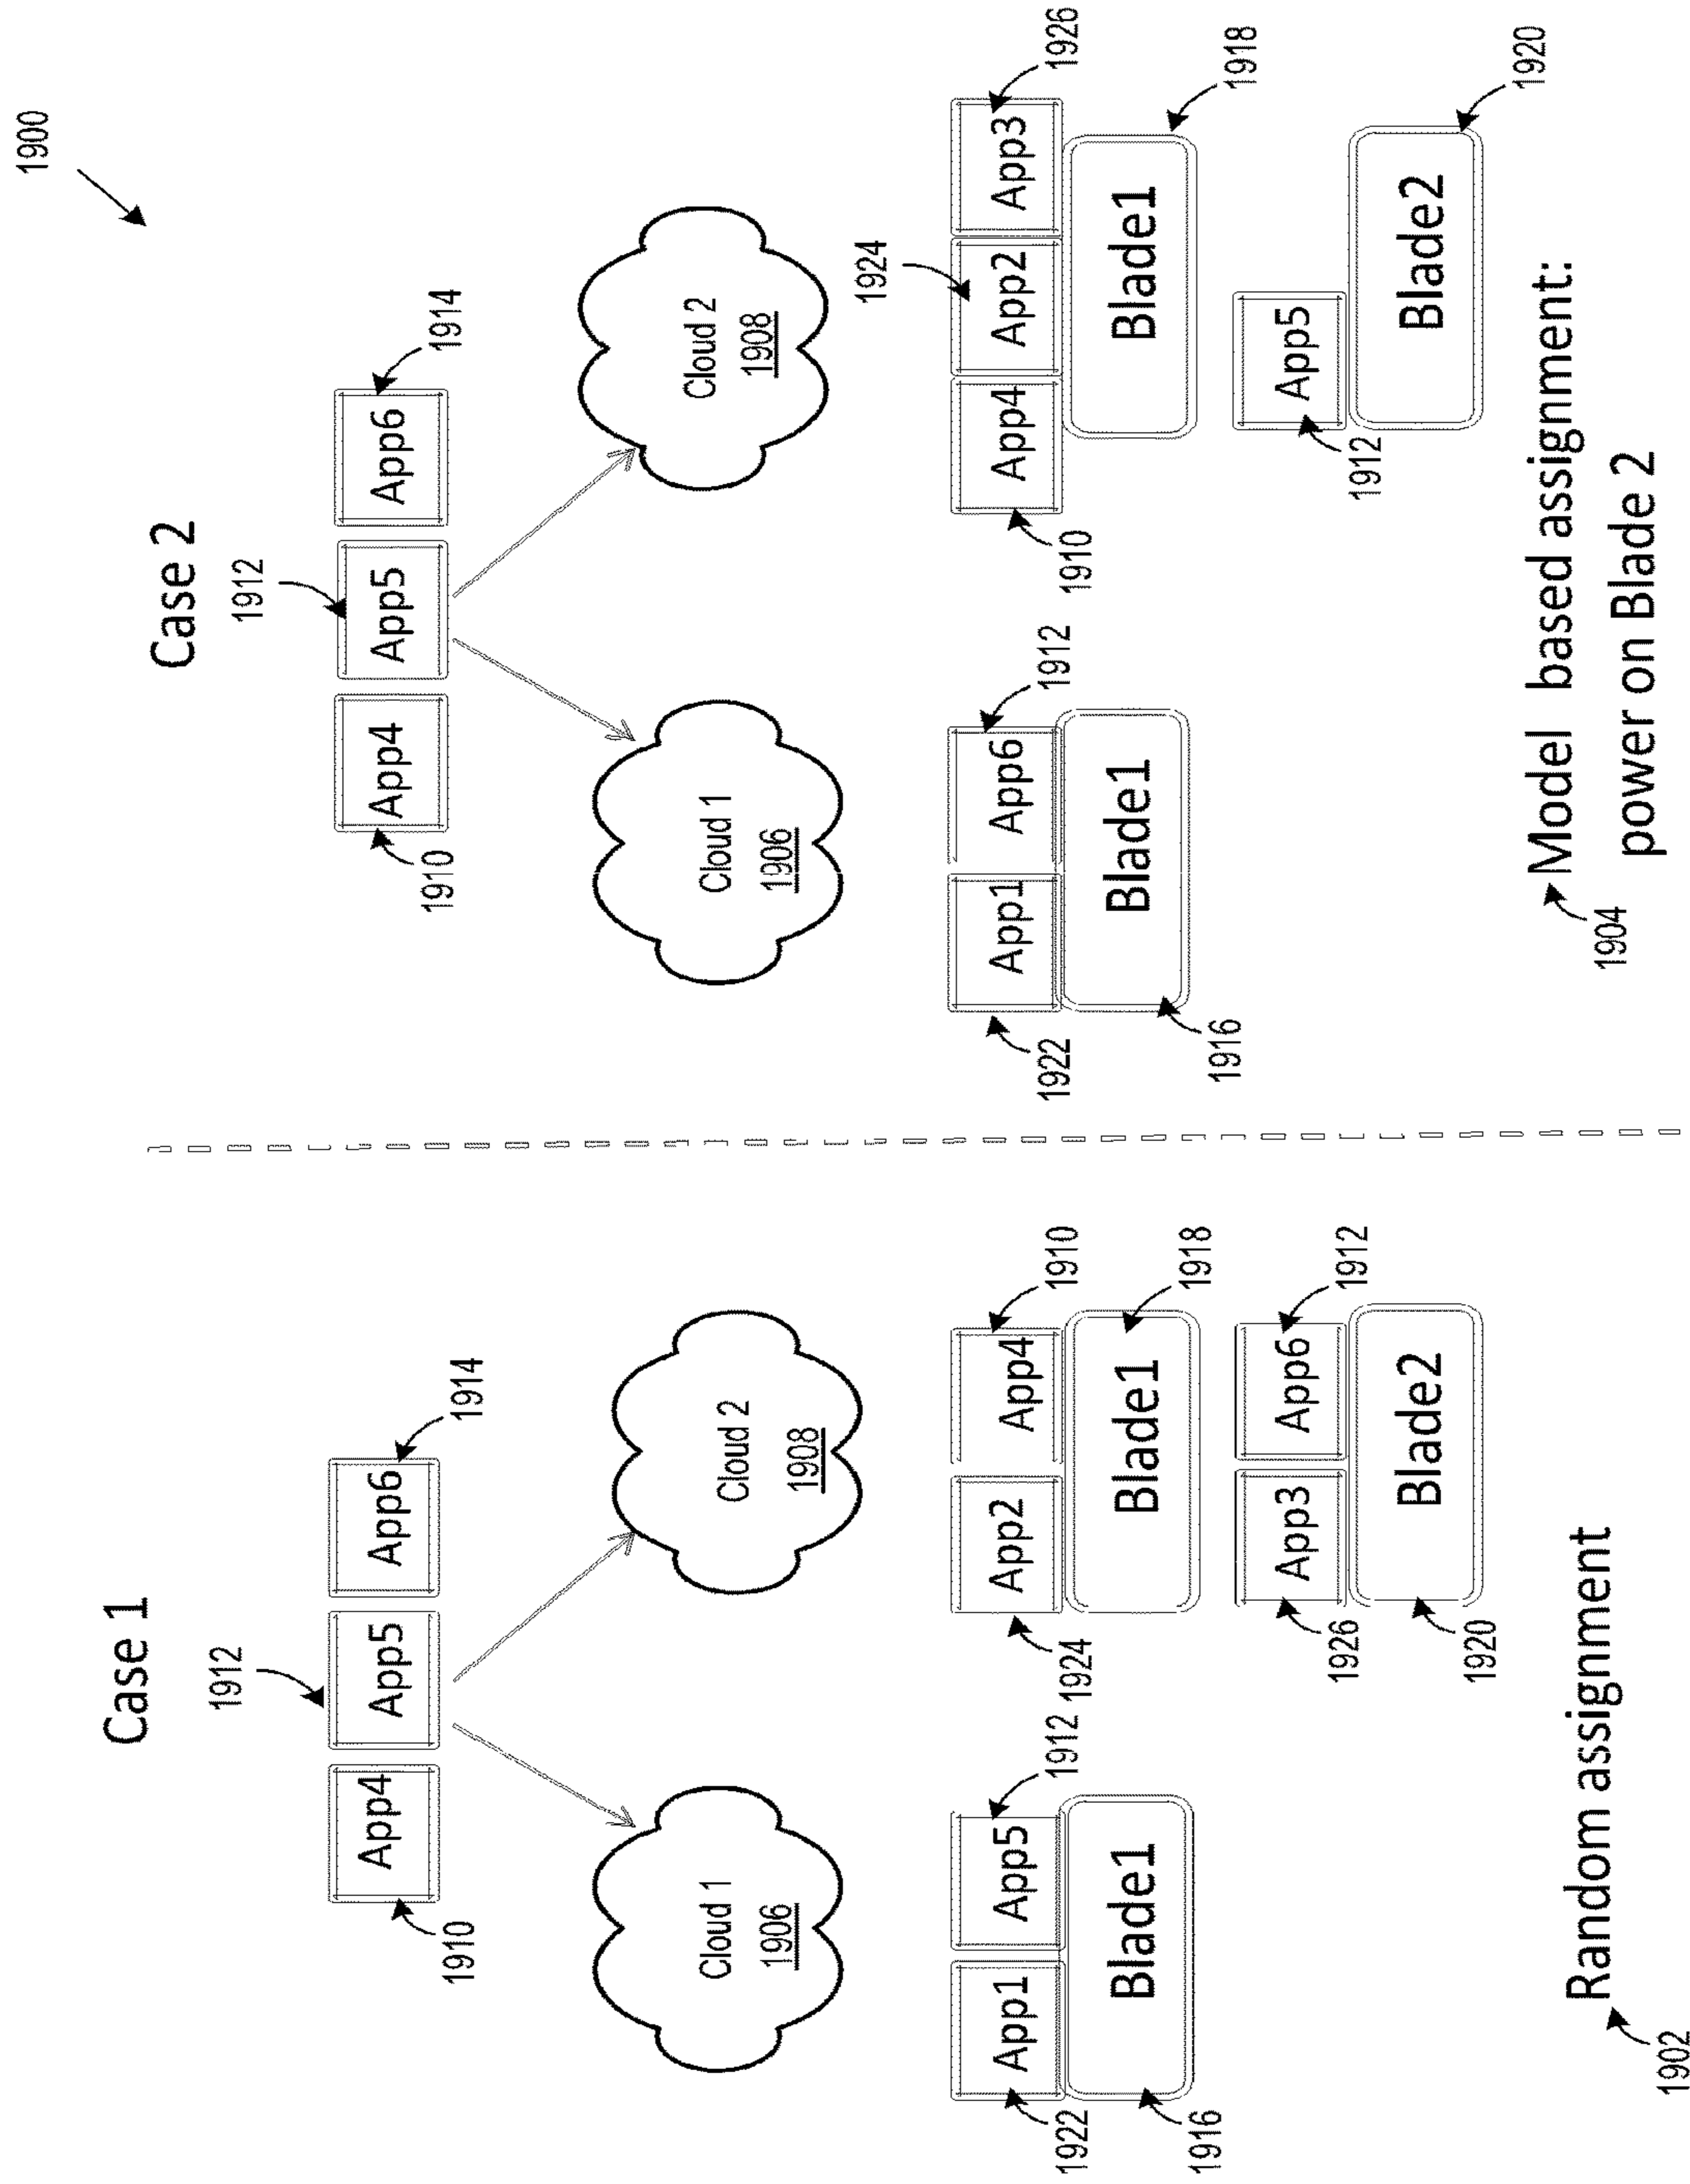 1900
Case 1
1912
App4
App5
App6
1910
1914
Cloud 1
1906
Cloud 2
1908
App1
App5
1922
1912
Blade1
1916
App2
App4
1924
1910
Blade1
1918
App3
App6
1926
1912
Blade2
1920
Random assignment
1902
Case 2
1912
App4
App5
App6
1910
1914
Cloud 1
1906
Cloud 2
1908
App1
App6
1922
1912
Blade1
1916
1924
App4
App2
App3
1910
1926
Blade1
1918
App5
1912
Blade2
1920
Model based assignment:
power on Blade 2
1904